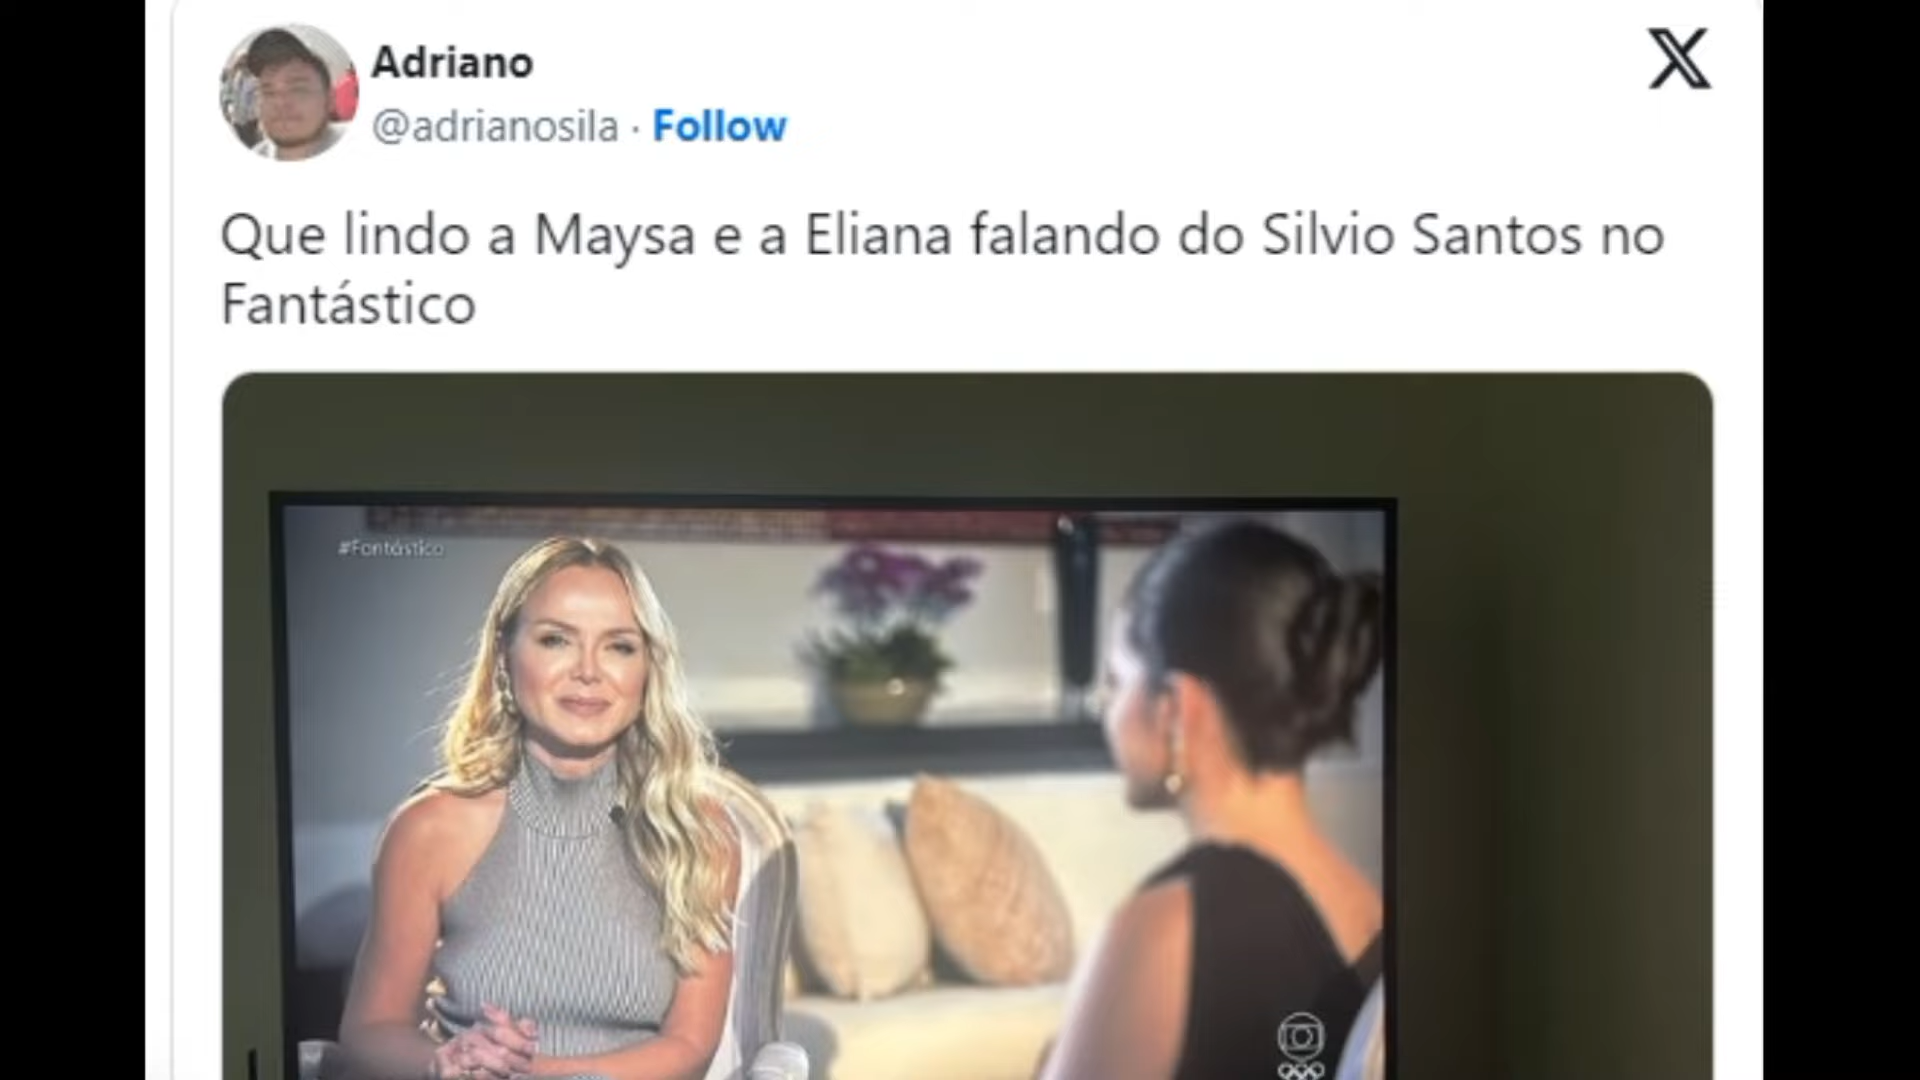 Adriano
@adrianosila · Follow
Que lindo a Maysa e a Eliana falando do Silvio Santos no
Fantástico
#Fantástico